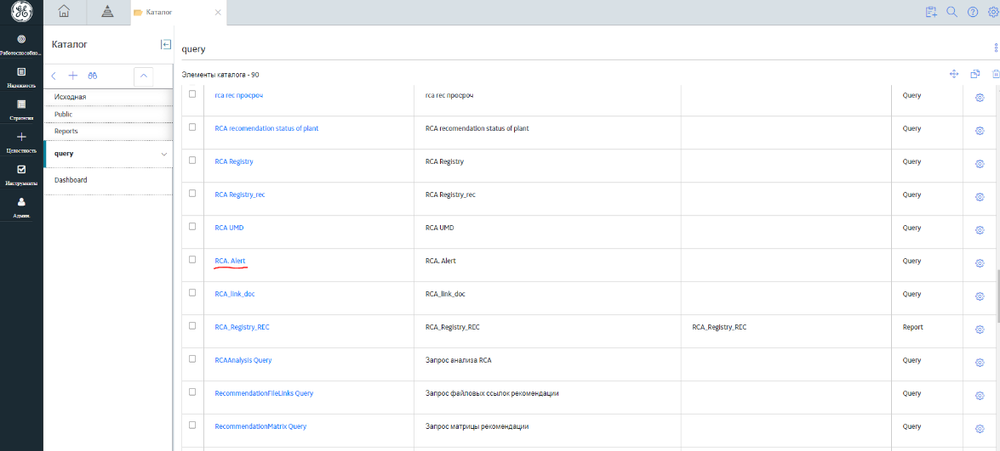 Каталог
Работоспособно...
Надежность
Стратегия
Целостность
Инструменты
Админ.
Каталог
Исходная
Public
Reports
query
Dashboard
query
Элементы каталога - 90
rca rec просроч rca rec просроч Query
RCA recomendation status of plant RCA recomendation status of plant Query
RCA Registry RCA Registry Query
RCA Registry_rec RCA Registry_rec Query
RCA UMD RCA UMD Query
RCA. Alert RCA. Alert Query
RCA_link_doc RCA_link_doc Query
RCA_Registry_REC RCA_Registry_REC RCA_Registry_REC Report
RCAAnalysis Query Запрос анализа RCA Query
RecommendationFileLinks Query Запрос файловых ссылок рекомендации Query
RecommendationMatrix Query Запрос матрицы рекомендации Query